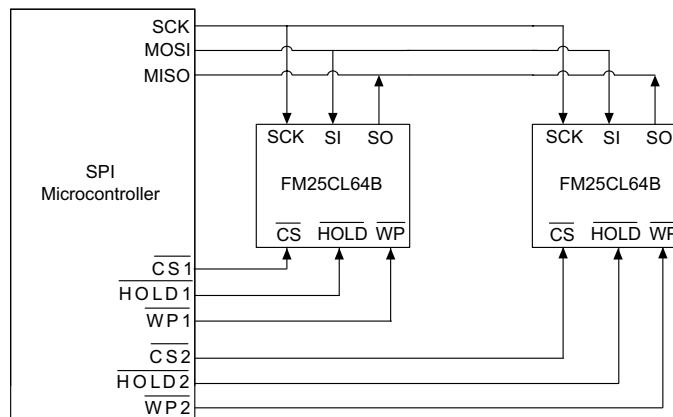 SCK
MOSI
MISO
SPI
Microcontroller
CS1
HOLD1
WP1
CS2
HOLD2
WP2
SCK SI SO
FM25CL64B
CS HOLD WP
SCK SI SO
FM25CL64B
CS HOLD WP